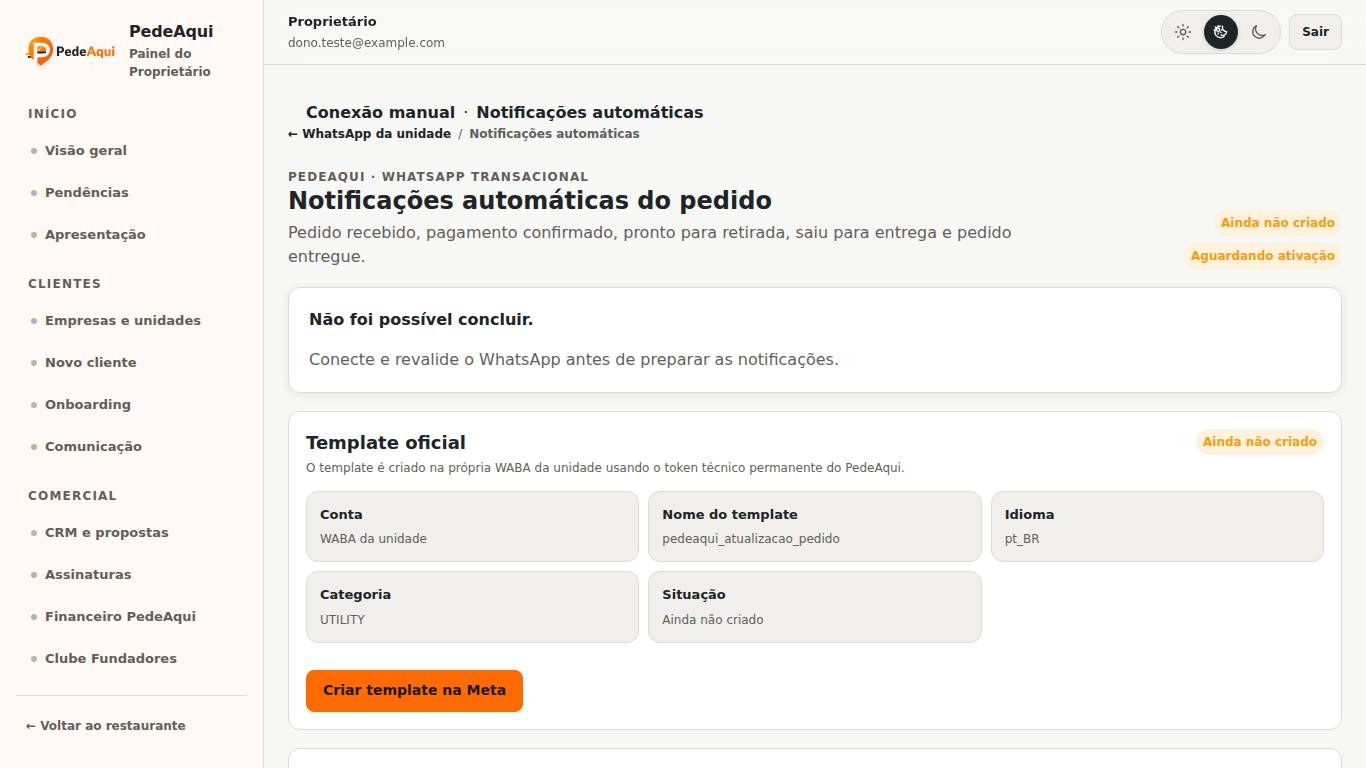 PedeAqui
PedeAqui
Painel do
Proprietário
INÍCIO
Visão geral
Pendências
Apresentação
CLIENTES
Empresas e unidades
Novo cliente
Onboarding
Comunicação
COMERCIAL
CRM e propostas
Assinaturas
Financeiro PedeAqui
Clube Fundadores
← Voltar ao restaurante
Proprietário
dono.teste@example.com
Sair
Conexão manual · Notificações automáticas
← WhatsApp da unidade / Notificações automáticas
PEDEAQUI · WHATSAPP TRANSACIONAL
Notificações automáticas do pedido
Pedido recebido, pagamento confirmado, pronto para retirada, saiu para entrega e pedido
entregue.
Ainda não criado
Aguardando ativação
Não foi possível concluir.
Conecte e revalide o WhatsApp antes de preparar as notificações.
Template oficial
Ainda não criado
O template é criado na própria WABA da unidade usando o token técnico permanente do PedeAqui.
Conta
WABA da unidade
Nome do template
pedeaqui_atualizacao_pedido
Idioma
pt_BR
Categoria
UTILITY
Situação
Ainda não criado
Criar template na Meta